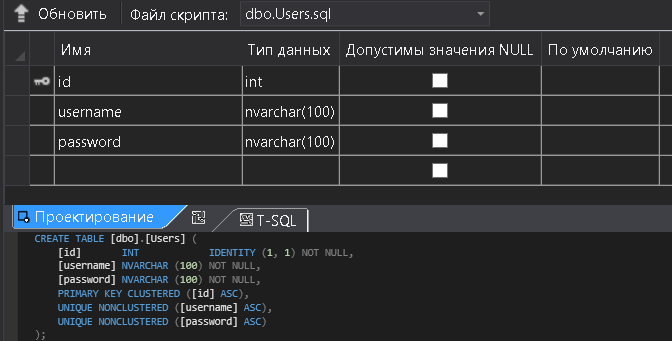 Обновить Файл скрипта: dbo.Users.sql
Имя Тип данных Допустимы значения NULL По умолчанию
id int
username nvarchar(100)
password nvarchar(100)
Проектирование T-SQL
CREATE TABLE [dbo].[Users] (
[id] INT IDENTITY (1, 1) NOT NULL,
[username] NVARCHAR (100) NOT NULL,
[password] NVARCHAR (100) NOT NULL,
PRIMARY KEY CLUSTERED ([id] ASC),
UNIQUE NONCLUSTERED ([username] ASC),
UNIQUE NONCLUSTERED ([password] ASC)
);